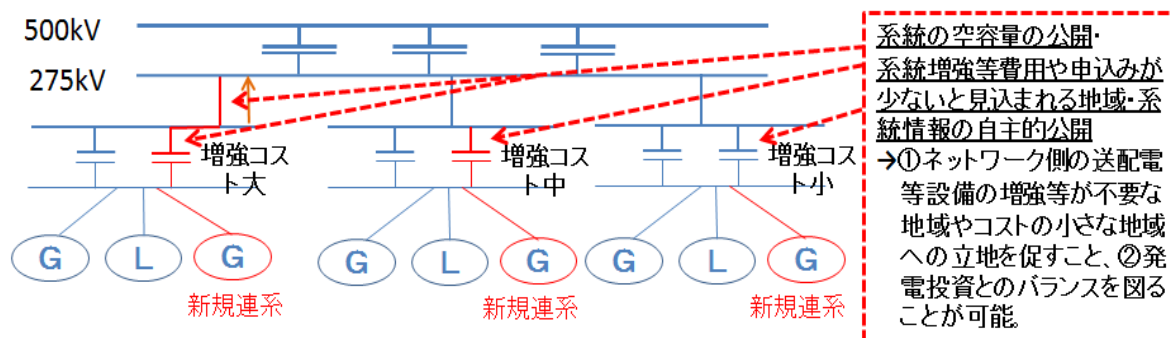 500kV
275kV
増強コス
ト大
増強コス
ト中
増強コス
ト小
G
L
G
G
L
G
G
L
G
新規連系
新規連系
新規連系
系統の空容量の公開・
系統増強等費用や申込みが
少ないと見込まれる地域・系
統情報の自主的公開
→①ネットワーク側の送配電
等設備の増強等が不要な
地域やコストの小さな地域
への立地を促すこと、②発
電投資とのバランスを図る
ことが可能。